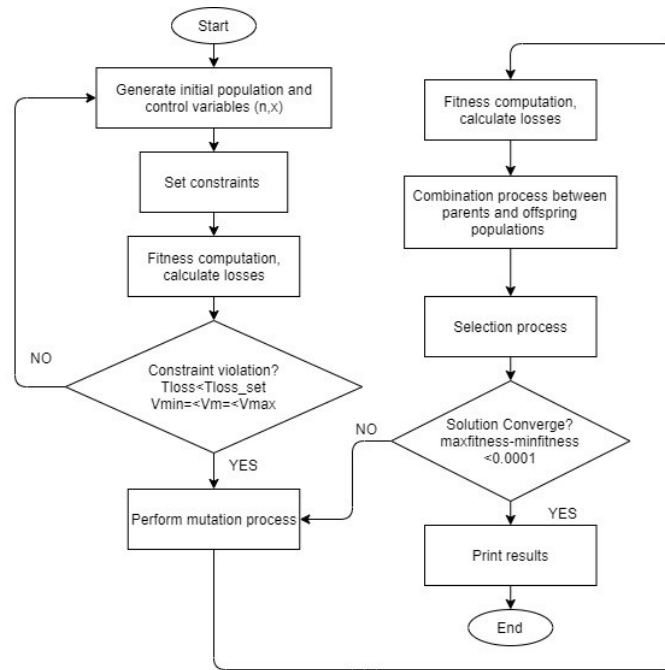 Start
Generate initial population and
control variables (n,x)
Set constraints
Fitness computation,
calculate losses
NO
Constraint violation?
Tloss<Tloss_set
Vmin=<Vm=<Vmax
YES
Perform mutation process
Fitness computation,
calculate losses
Combination process between
parents and offspring
populations
Selection process
NO
Solution Converge?
maxfitness-minfitness
<0.0001
YES
Print results
End